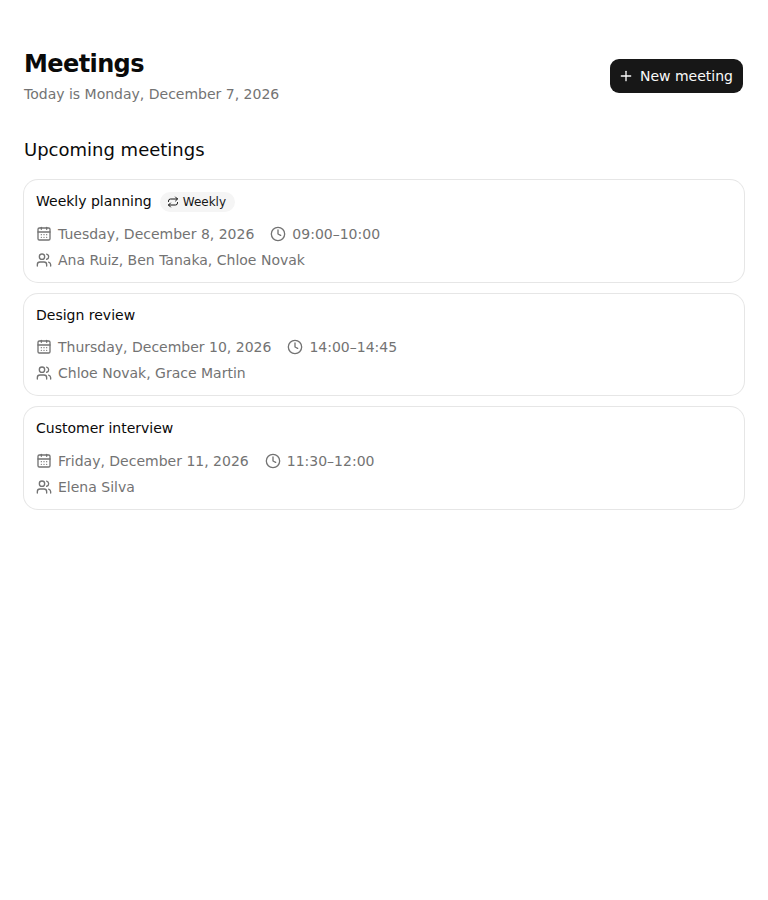 Meetings
Today is Monday, December 7, 2026
New meeting
Upcoming meetings
Weekly planning Weekly
Tuesday, December 8, 2026 09:00–10:00
Ana Ruiz, Ben Tanaka, Chloe Novak
Design review
Thursday, December 10, 2026 14:00–14:45
Chloe Novak, Grace Martin
Customer interview
Friday, December 11, 2026 11:30–12:00
Elena Silva